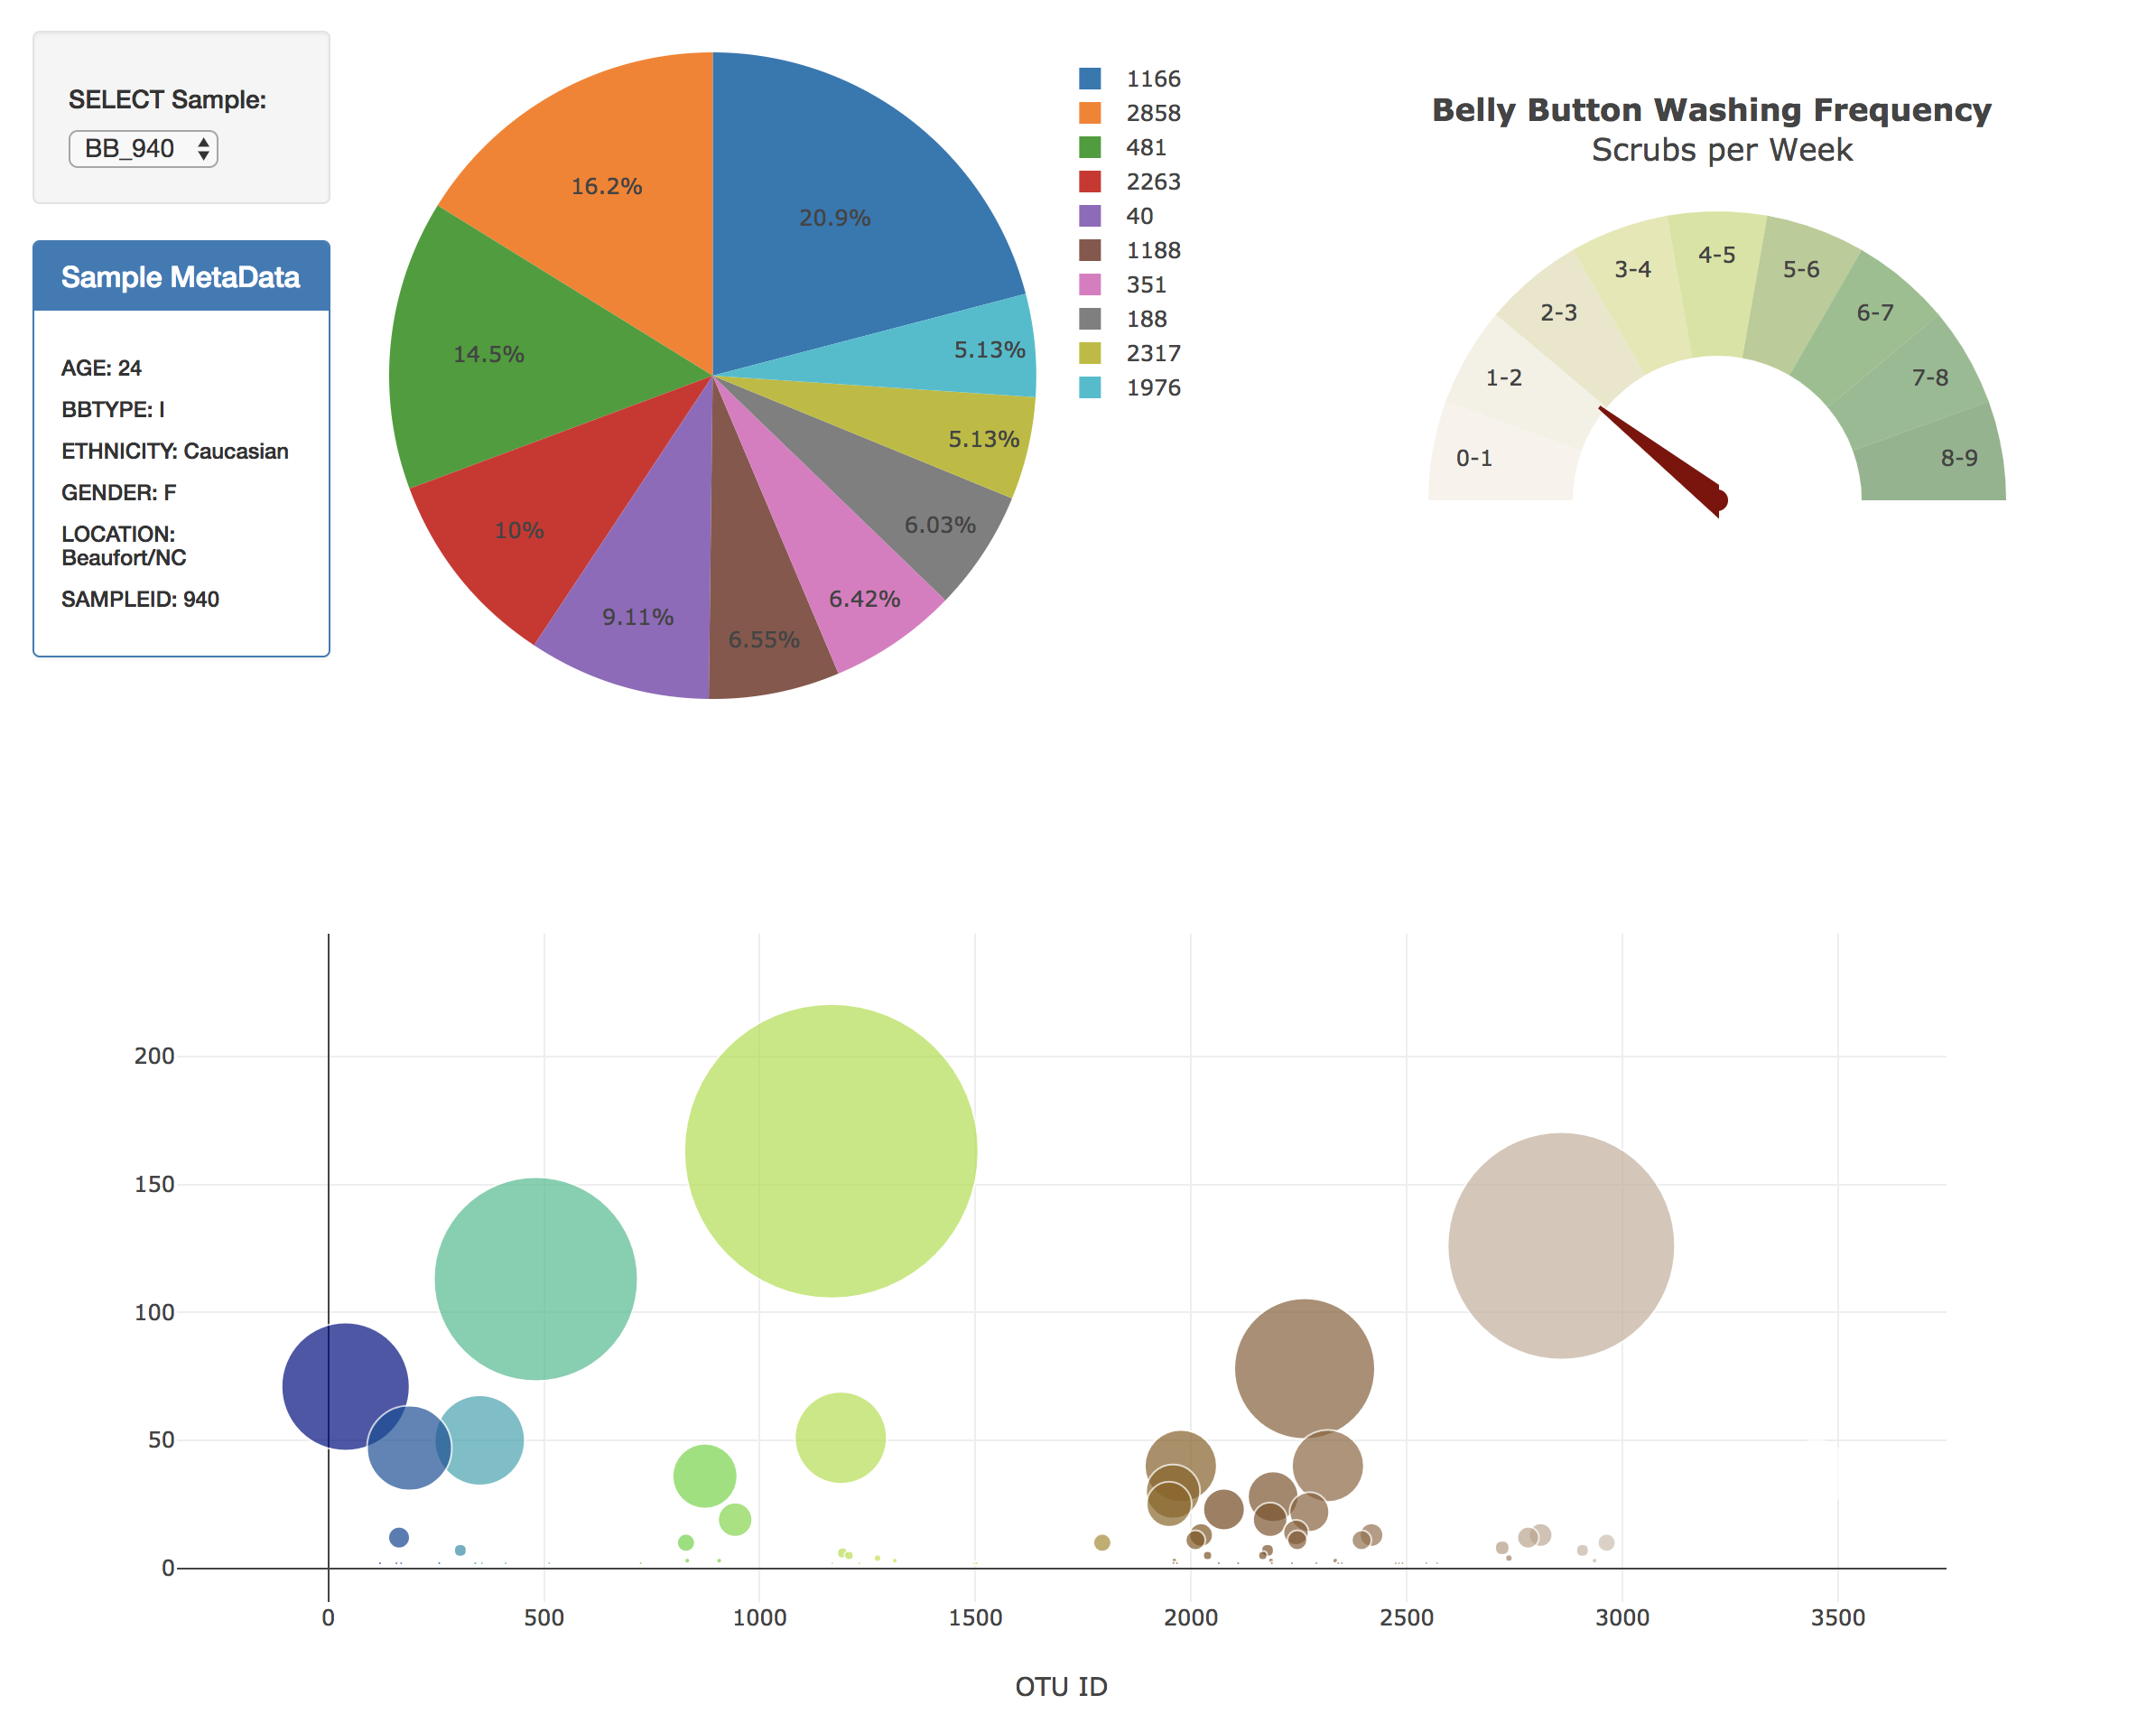 SELECT Sample:
BB_940
Sample MetaData
AGE: 24
BBTYPE: I
ETHNICITY: Caucasian
GENDER: F
LOCATION:
Beaufort/NC
SAMPLEID: 940
20.9%
16.2%
14.5%
10%
9.11%
6.55%
6.42%
6.03%
5.13%
5.13%
1166
2858
481
2263
40
1188
351
188
2317
1976
Belly Button Washing Frequency
Scrubs per Week
0-1
1-2
2-3
3-4
4-5
5-6
6-7
7-8
8-9
200
150
100
50
0
0 500 1000 1500 2000 2500 3000 3500
OTU ID